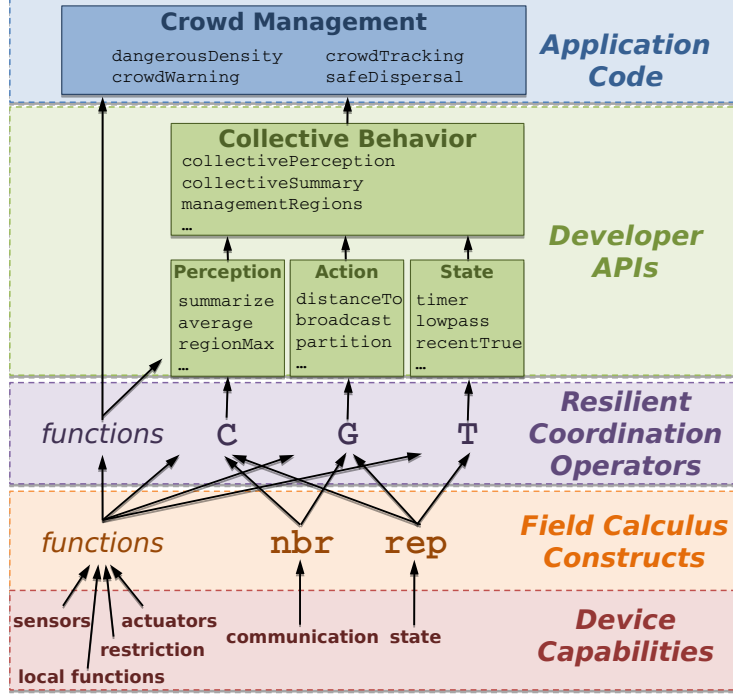 Crowd Management
dangerousDensity crowdTracking
crowdWarning safeDispersal
Application
Code
Collective Behavior
collectivePerception
collectiveSummary
managementRegions
…
Developer
APIs
Perception
summarize
average
regionMax
…
Action
distanceTo
broadcast
partition
…
State
timer
lowpass
recentTrue
…
functions C G T
Resilient
Coordination
Operators
functions nbr rep
Field Calculus
Constructs
sensors actuators
restriction
local functions
communication state
Device
Capabilities